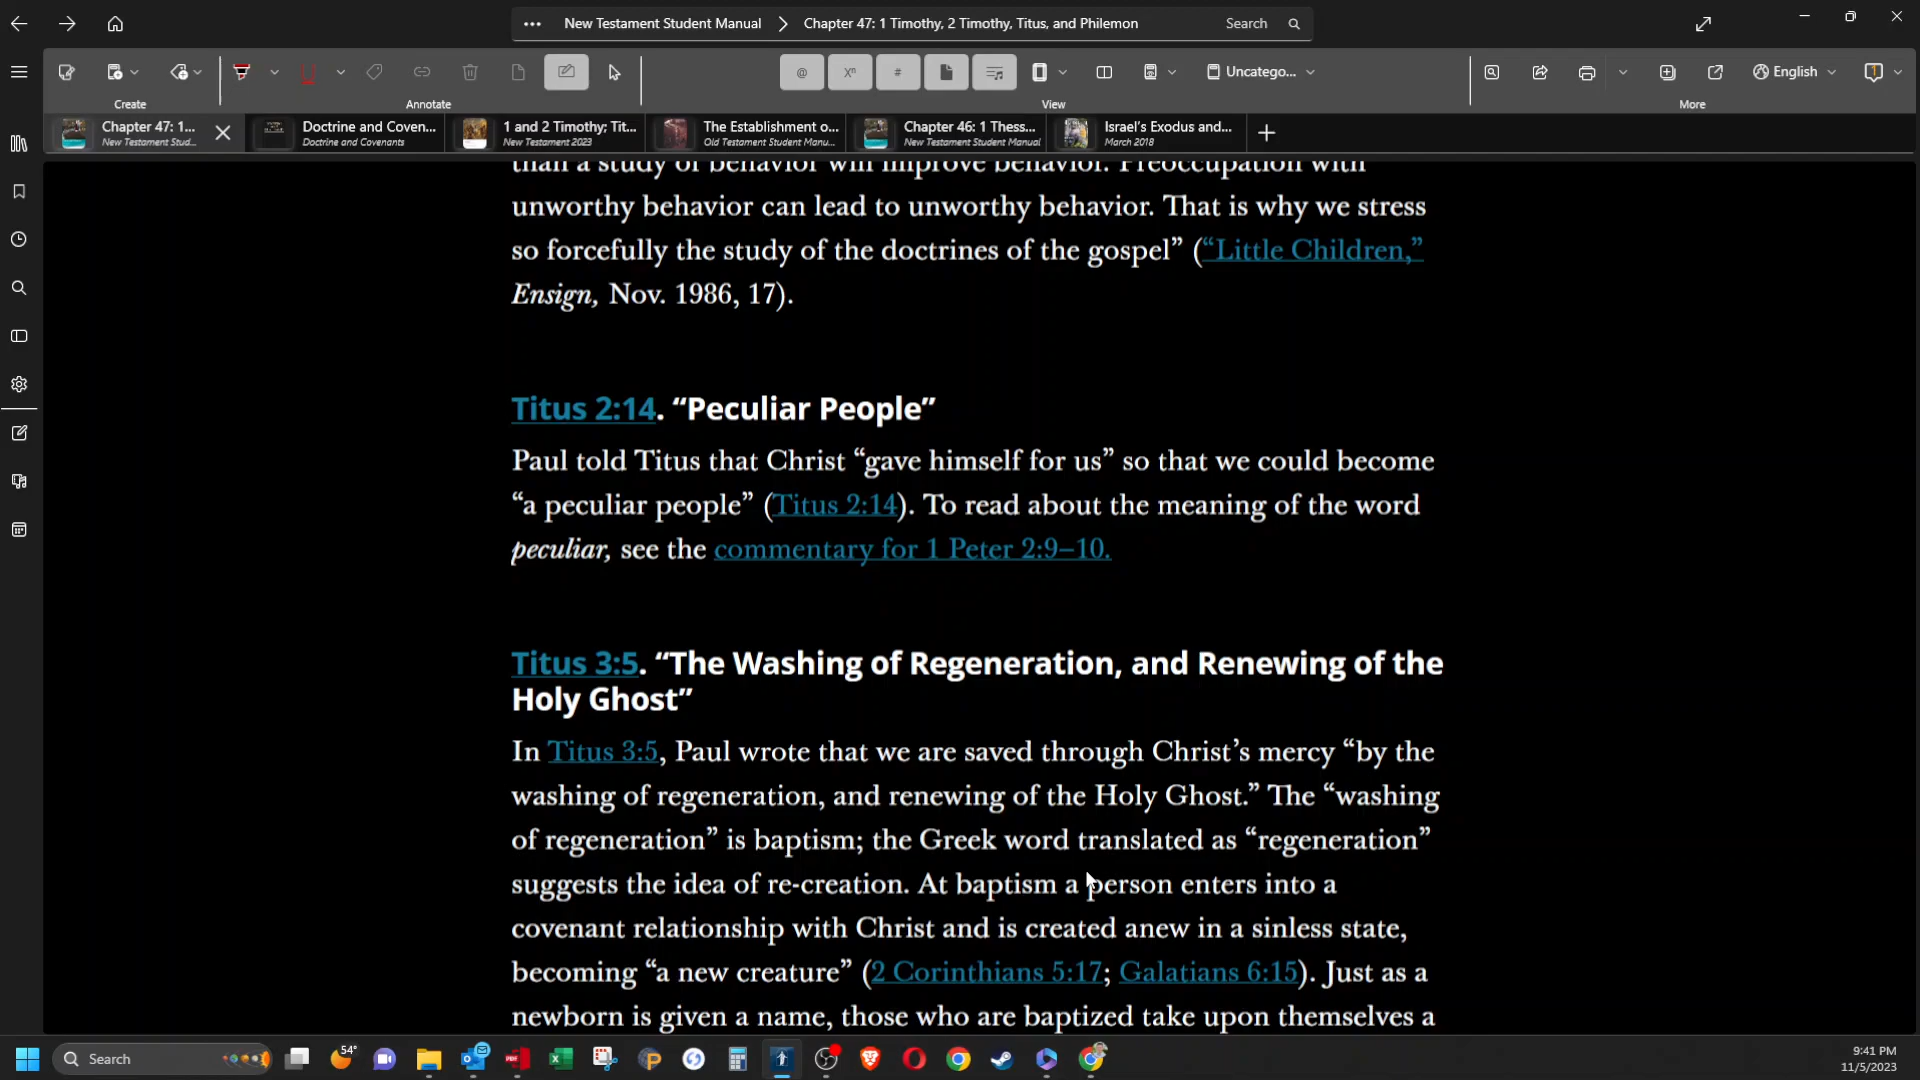 New Testament Student Manual
Chapter 47: 1 Timothy, 2 Timothy, Titus, and Philemon
Search
Create
Annotate
@
Xⁿ
#
View
Uncatego...
More
English
1
Chapter 47: 1...
New Testament Stud...
Doctrine and Coven...
Doctrine and Covenants
1 and 2 Timothy; Tit...
New Testament 2023
The Establishment o...
Old Testament Student Manu...
Chapter 46: 1 Thess...
New Testament Student Manual
Israel's Exodus and...
March 2018
than a study of behavior will improve behavior. Preoccupation with
unworthy behavior can lead to unworthy behavior. That is why we stress
so forcefully the study of the doctrines of the gospel” (“Little Children,”
Ensign, Nov. 1986, 17).
Titus 2:14. “Peculiar People”
Paul told Titus that Christ “gave himself for us” so that we could become
“a peculiar people” (Titus 2:14). To read about the meaning of the word
peculiar, see the commentary for 1 Peter 2:9–10.
Titus 3:5. “The Washing of Regeneration, and Renewing of the
Holy Ghost”
In Titus 3:5, Paul wrote that we are saved through Christ’s mercy “by the
washing of regeneration, and renewing of the Holy Ghost.” The “washing
of regeneration” is baptism; the Greek word translated as “regeneration”
suggests the idea of re-creation. At baptism a person enters into a
covenant relationship with Christ and is created anew in a sinless state,
becoming “a new creature” (2 Corinthians 5:17; Galatians 6:15). Just as a
newborn is given a name, those who are baptized take upon themselves a
Search
54°
9:41 PM
11/5/2023